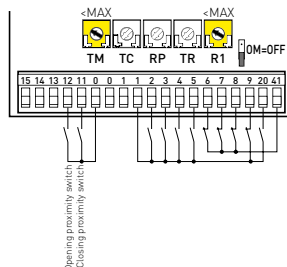 <MAX <MAX
TM TC RP TR R1 OM=OFF
15 14 13 12 11 0 0 1 1 2 3 4 5 6 7 8 9 20 41
Opening proximity switch
Closing proximity switch